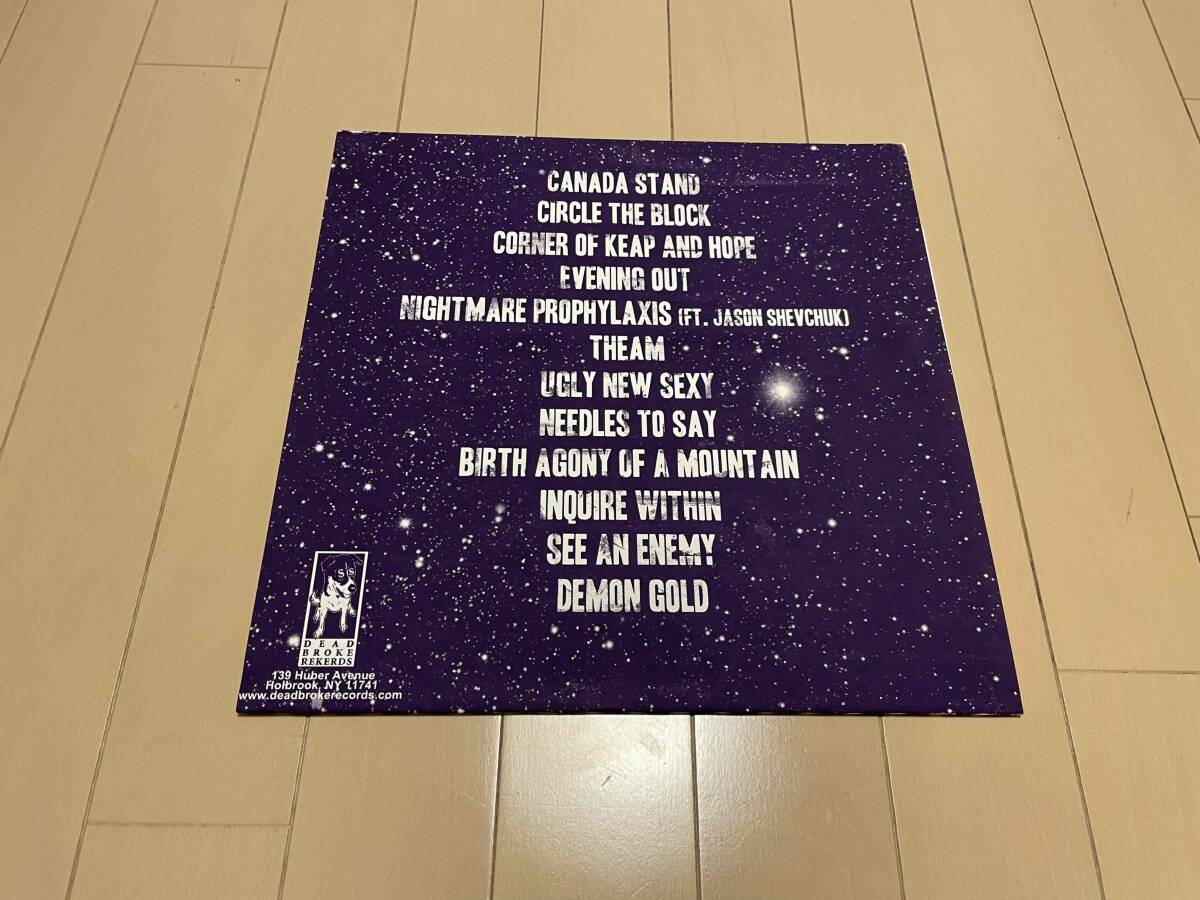 CANADA STAND
CIRCLE THE BLOCK
CORNER OF KEAP AND HOPE
EVENING OUT
NIGHTMARE PROPHYLAXIS (FT. JASON SHEVCHUK)
THEAM
UGLY NEW SEXY
NEEDLES TO SAY
BIRTH AGONY OF A MOUNTAIN
INQUIRE WITHIN
SEE AN ENEMY
DEMON GOLD
DEAD
BROKE
REKERDS
139 Huber Avenue
Holbrook, NY 11741
www.deadbrokerecords.com